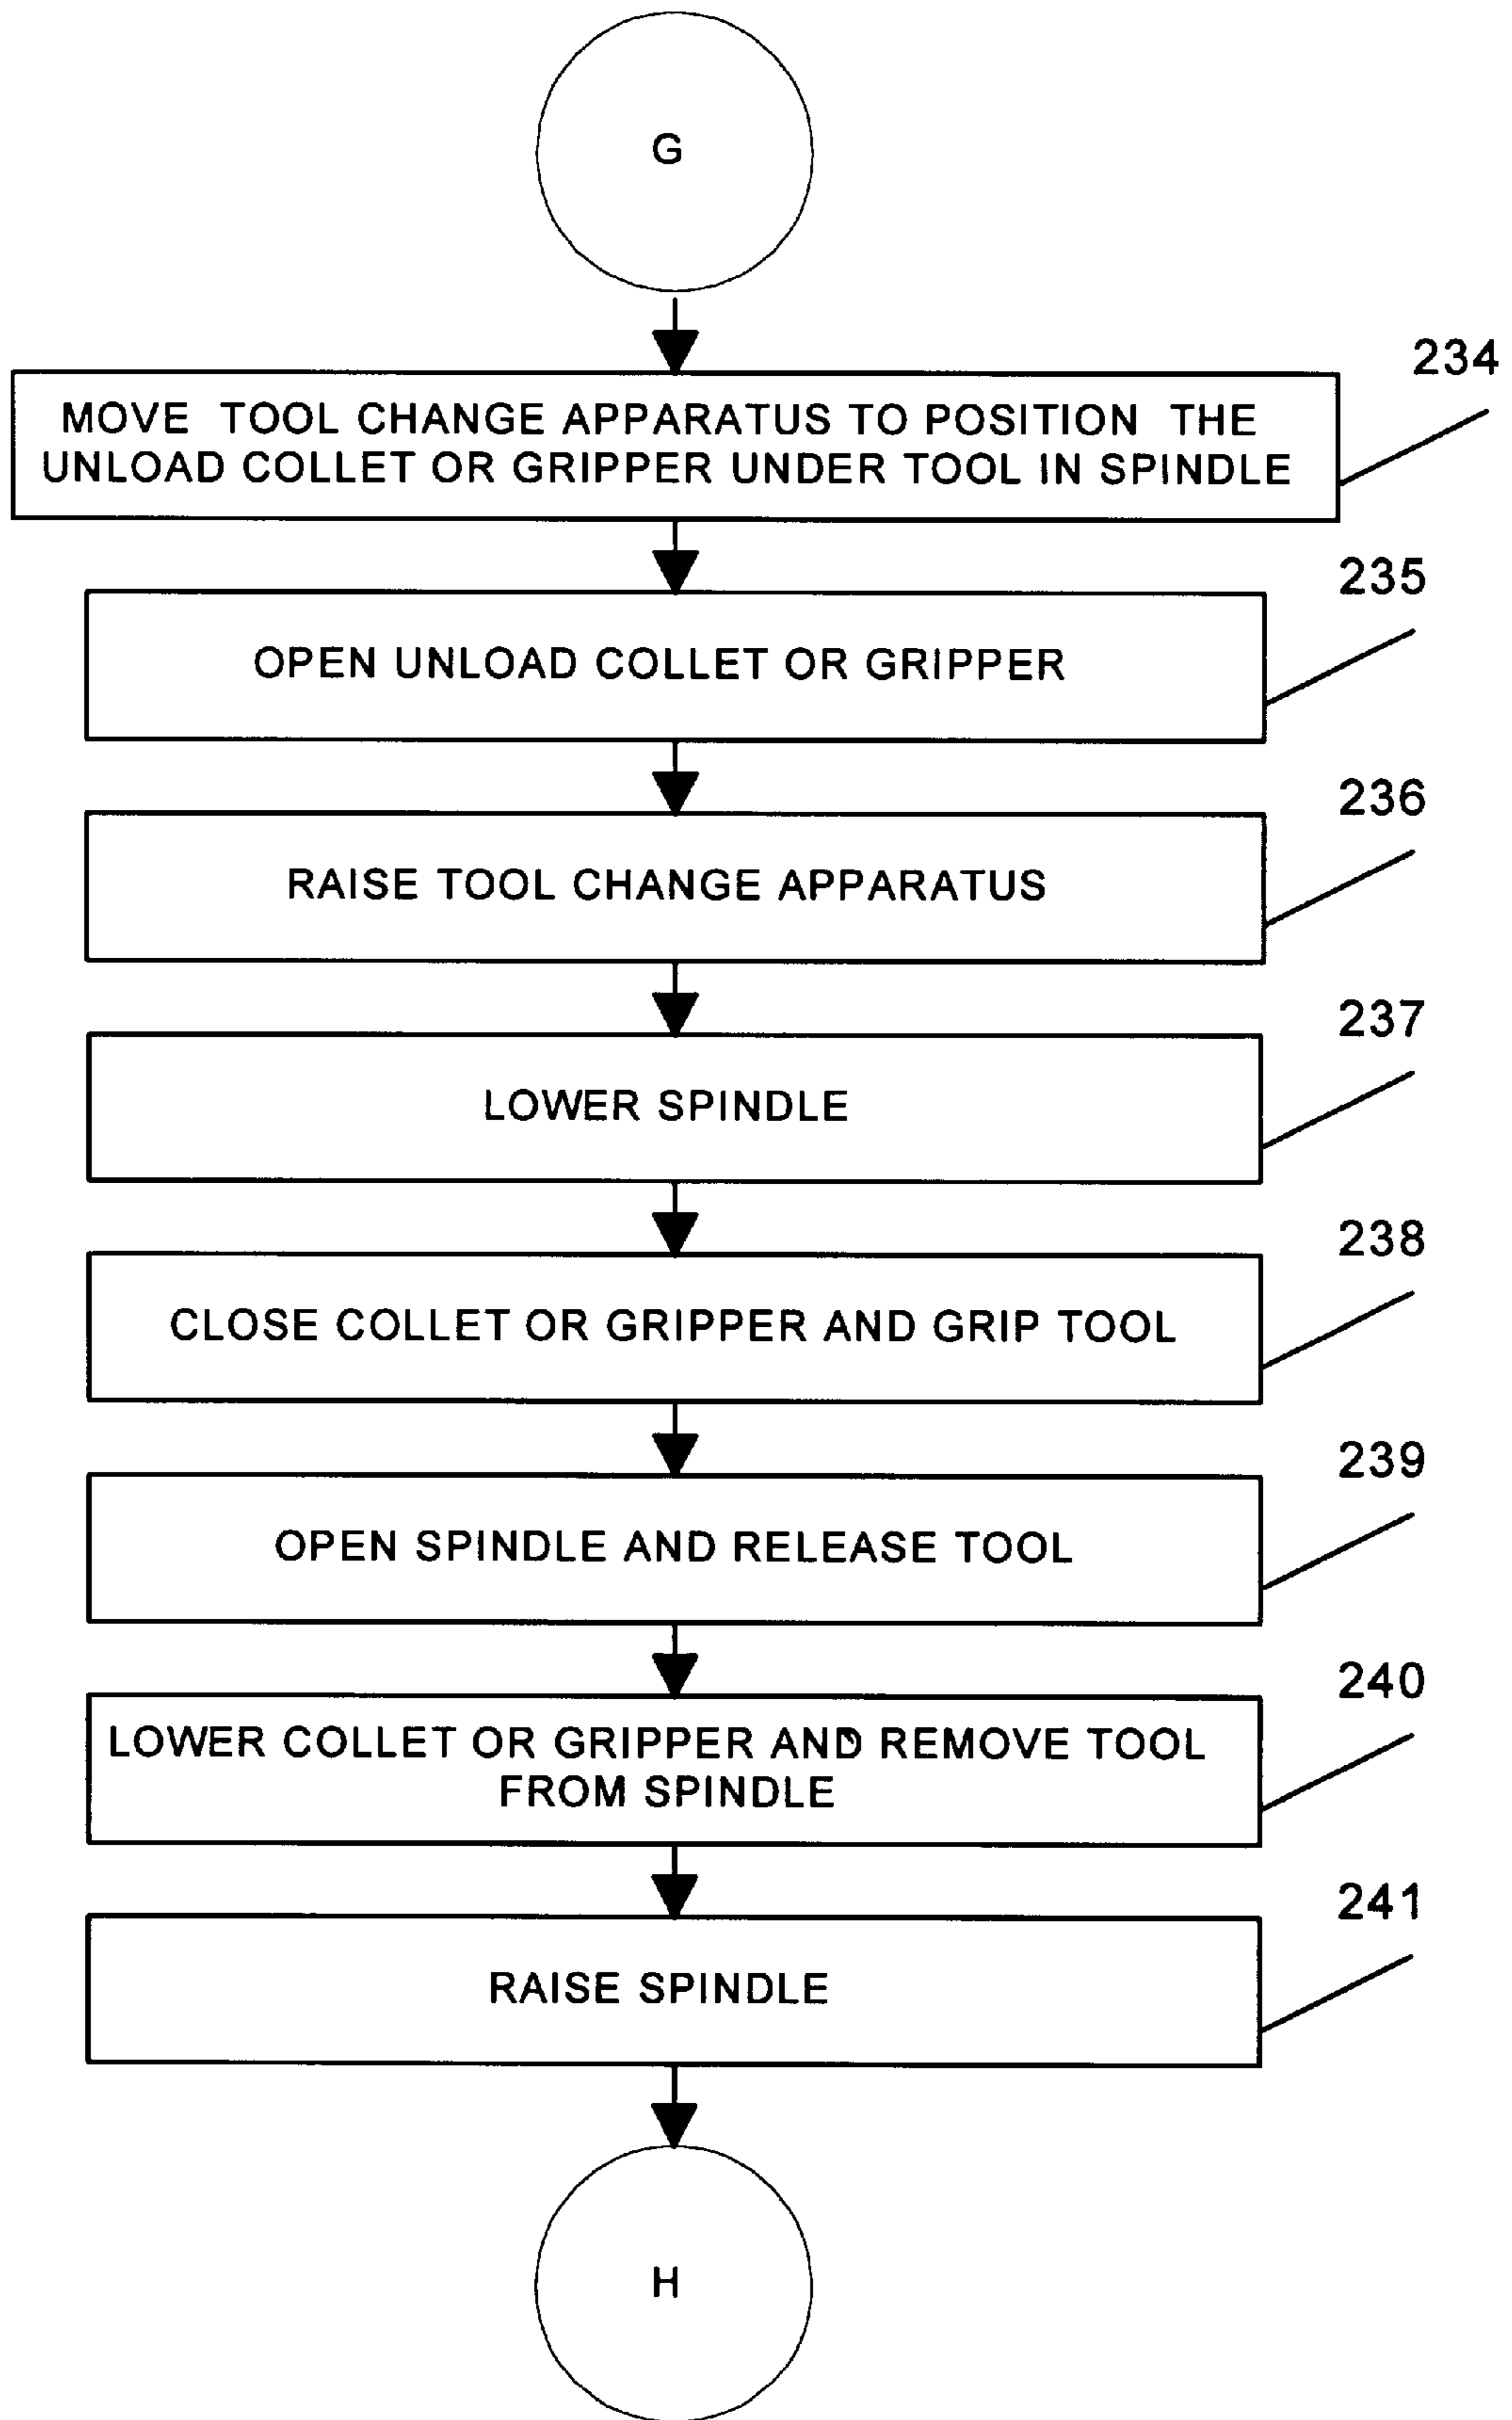 G
234
MOVE TOOL CHANGE APPARATUS TO POSITION THE
UNLOAD COLLET OR GRIPPER UNDER TOOL IN SPINDLE
235
OPEN UNLOAD COLLET OR GRIPPER
236
RAISE TOOL CHANGE APPARATUS
237
LOWER SPINDLE
238
CLOSE COLLET OR GRIPPER AND GRIP TOOL
239
OPEN SPINDLE AND RELEASE TOOL
240
LOWER COLLET OR GRIPPER AND REMOVE TOOL
FROM SPINDLE
241
RAISE SPINDLE
H